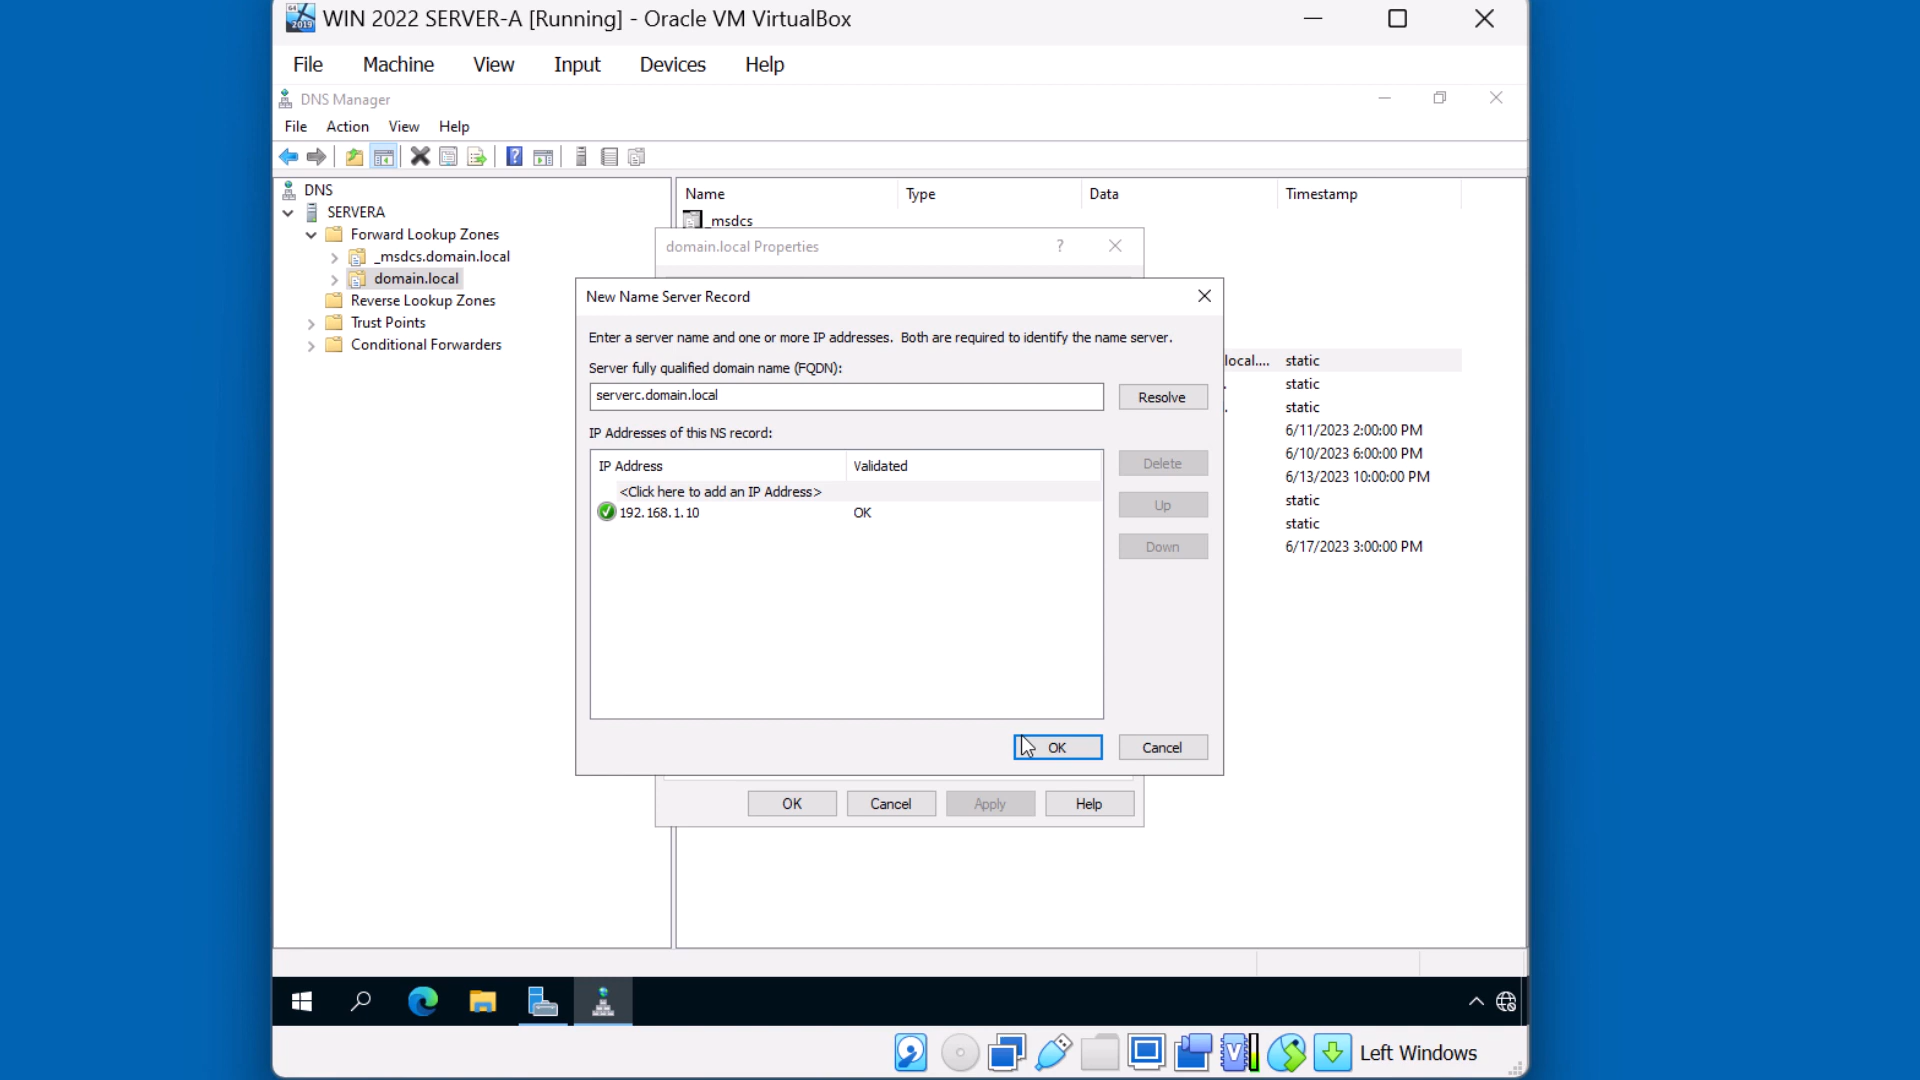 WIN 2022 SERVER-A [Running] - Oracle VM VirtualBox
File Machine View Input Devices Help
DNS Manager
File Action View Help
DNS
SERVERA
Forward Lookup Zones
_msdcs.domain.local
domain.local
Reverse Lookup Zones
Trust Points
Conditional Forwarders
Name Type Data Timestamp
_msdcs
domain.local Properties
New Name Server Record
Enter a server name and one or more IP addresses. Both are required to identify the name server.
Server fully qualified domain name (FQDN):
serverc.domain.local
Resolve
IP Addresses of this NS record:
IP Address Validated
<Click here to add an IP Address>
192.168.1.10 OK
Delete
Up
Down
OK Cancel
local.... static
static
static
6/11/2023 2:00:00 PM
6/10/2023 6:00:00 PM
6/13/2023 10:00:00 PM
static
static
6/17/2023 3:00:00 PM
OK Cancel Apply Help
Left Windows